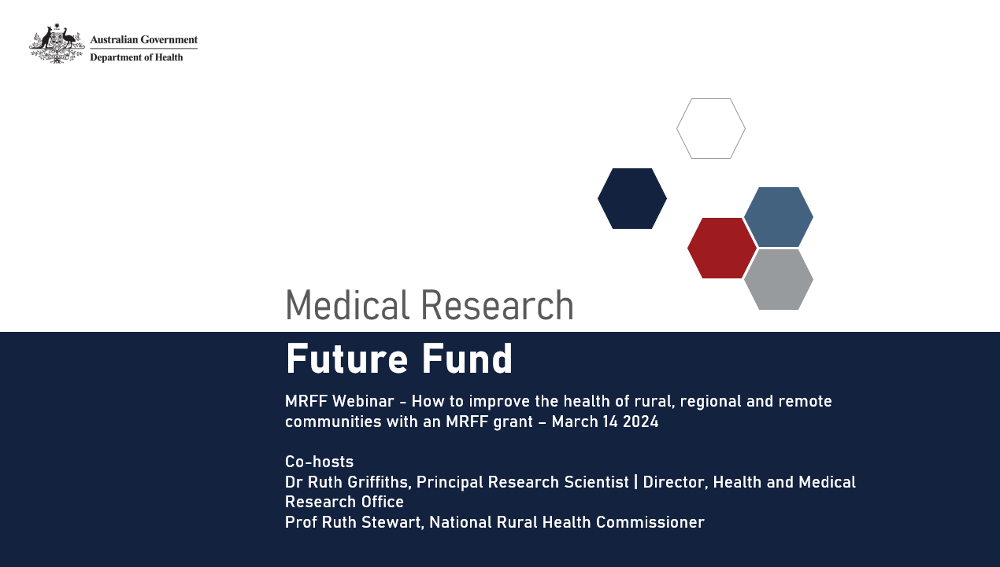 Australian Government
Department of Health
Medical Research
Future Fund
MRFF Webinar - How to improve the health of rural, regional and remote
communities with an MRFF grant – March 14 2024
Co-hosts
Dr Ruth Griffiths, Principal Research Scientist | Director, Health and Medical
Research Office
Prof Ruth Stewart, National Rural Health Commissioner